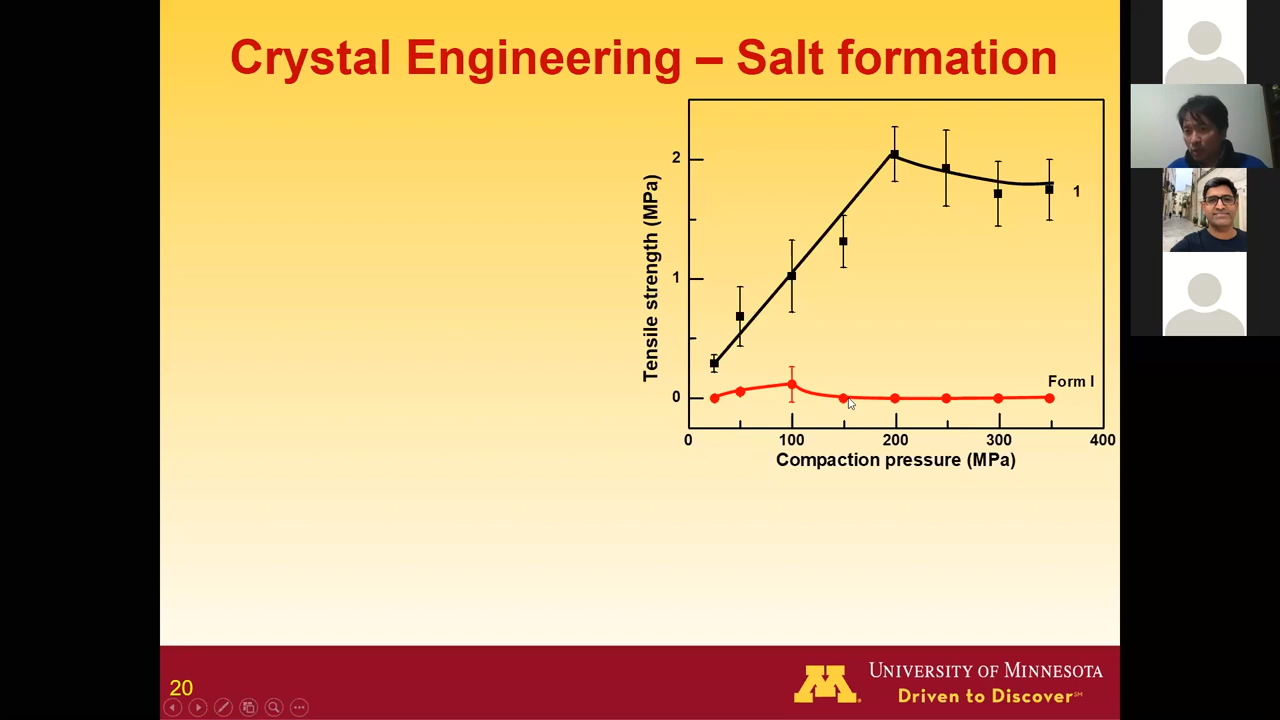 Crystal Engineering – Salt formation
2
1
Tensile strength (MPa)
1
Form I
0
0 100 200 300 400
Compaction pressure (MPa)
20
M
UNIVERSITY OF MINNESOTA
Driven to Discover℠